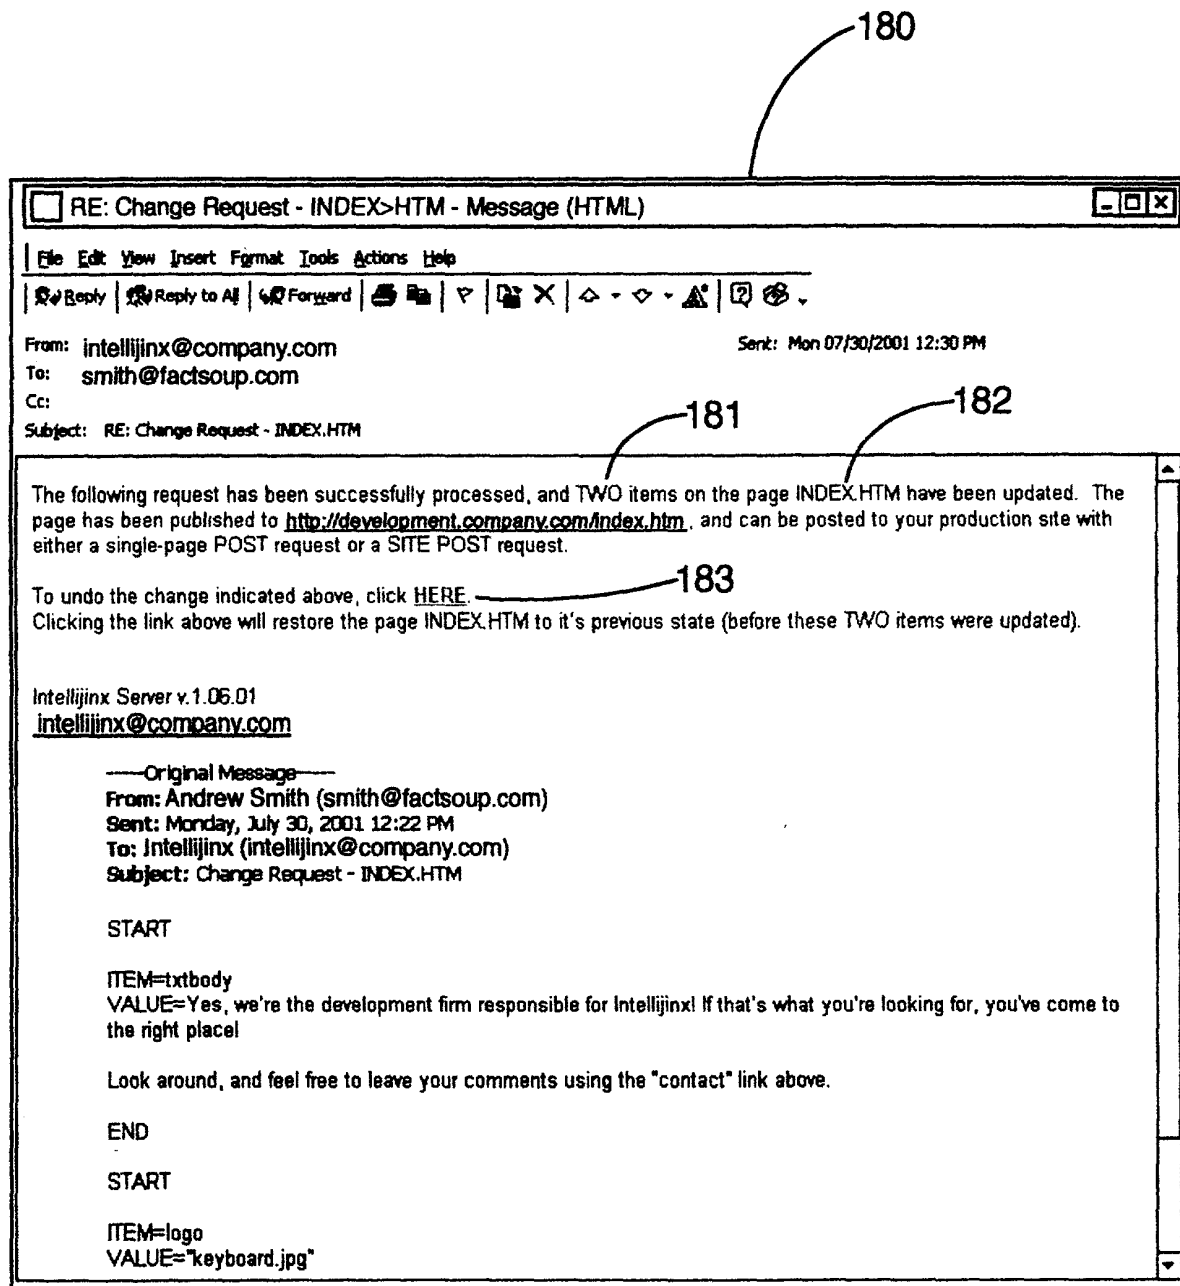 180
RE: Change Request - INDEX>HTM - Message (HTML)
File Edit View Insert Format Tools Actions Help
Reply Reply to All Forward
From: intellijinx@company.com Sent: Mon 07/30/2001 12:30 PM
To: smith@factsoup.com
Cc:
Subject: RE: Change Request - INDEX.HTM
181
182
The following request has been successfully processed, and TWO items on the page INDEX.HTM have been updated. The
page has been published to http://development.company.com/index.htm, and can be posted to your production site with
either a single-page POST request or a SITE POST request.
183
To undo the change indicated above, click HERE.
Clicking the link above will restore the page INDEX.HTM to it's previous state (before these TWO items were updated).
Intellijinx Server v.1.06.01
intellijinx@company.com
-----Original Message-----
From: Andrew Smith (smith@factsoup.com)
Sent: Monday, July 30, 2001 12:22 PM
To: Intellijinx (intellijinx@company.com)
Subject: Change Request - INDEX.HTM
START
ITEM=txtbody
VALUE=Yes, we're the development firm responsible for Intellijinx! If that's what you're looking for, you've come to
the right place!
Look around, and feel free to leave your comments using the "contact" link above.
END
START
ITEM=logo
VALUE="keyboard.jpg"